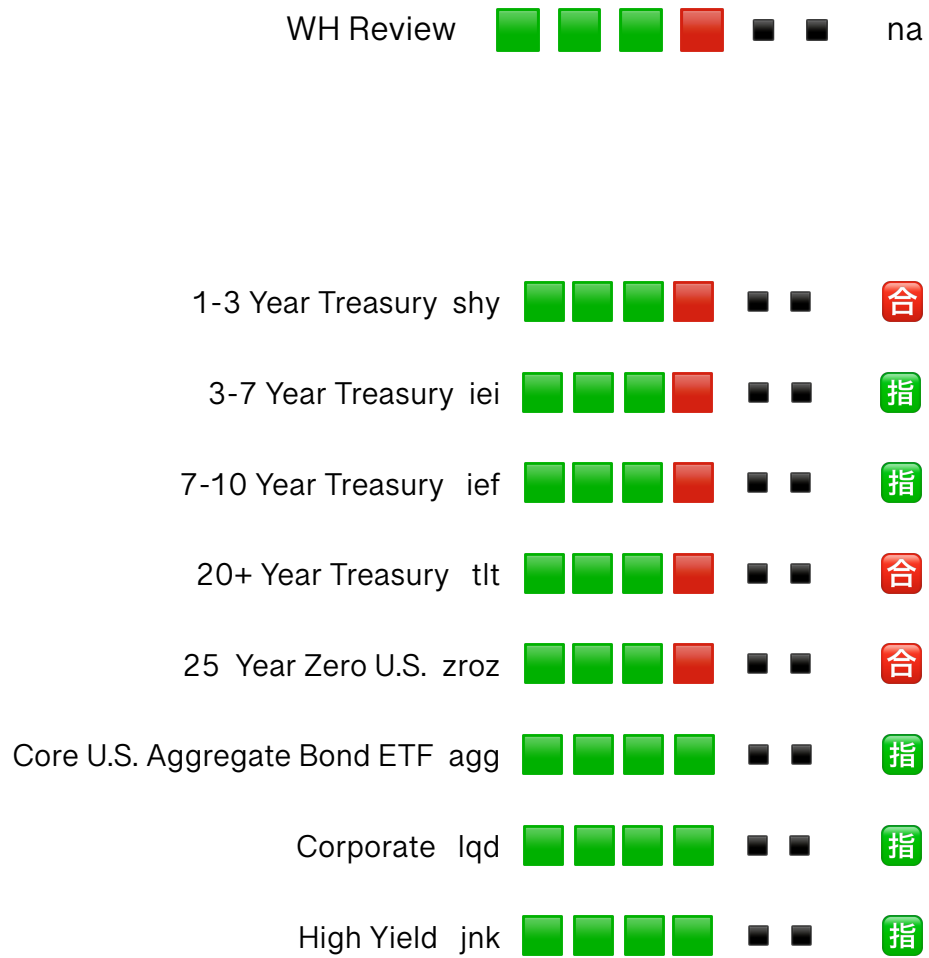 WH Review na
1-3 Year Treasury shy 合
3-7 Year Treasury iei 指
7-10 Year Treasury ief 指
20+ Year Treasury tlt 合
25 Year Zero U.S. zroz 合
Core U.S. Aggregate Bond ETF agg 指
Corporate lqd 指
High Yield jnk 指